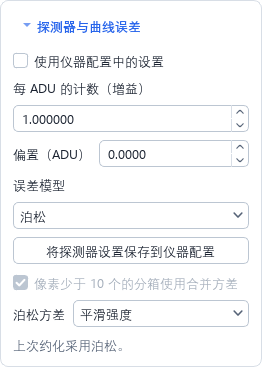 探测器与曲线误差
使用仪器配置中的设置
每 ADU 的计数（增益）
1.000000
偏置（ADU） 0.0000
误差模型
泊松
将探测器设置保存到仪器配置
像素少于 10 个的分箱使用合并方差
泊松方差 平滑强度
上次约化采用泊松。